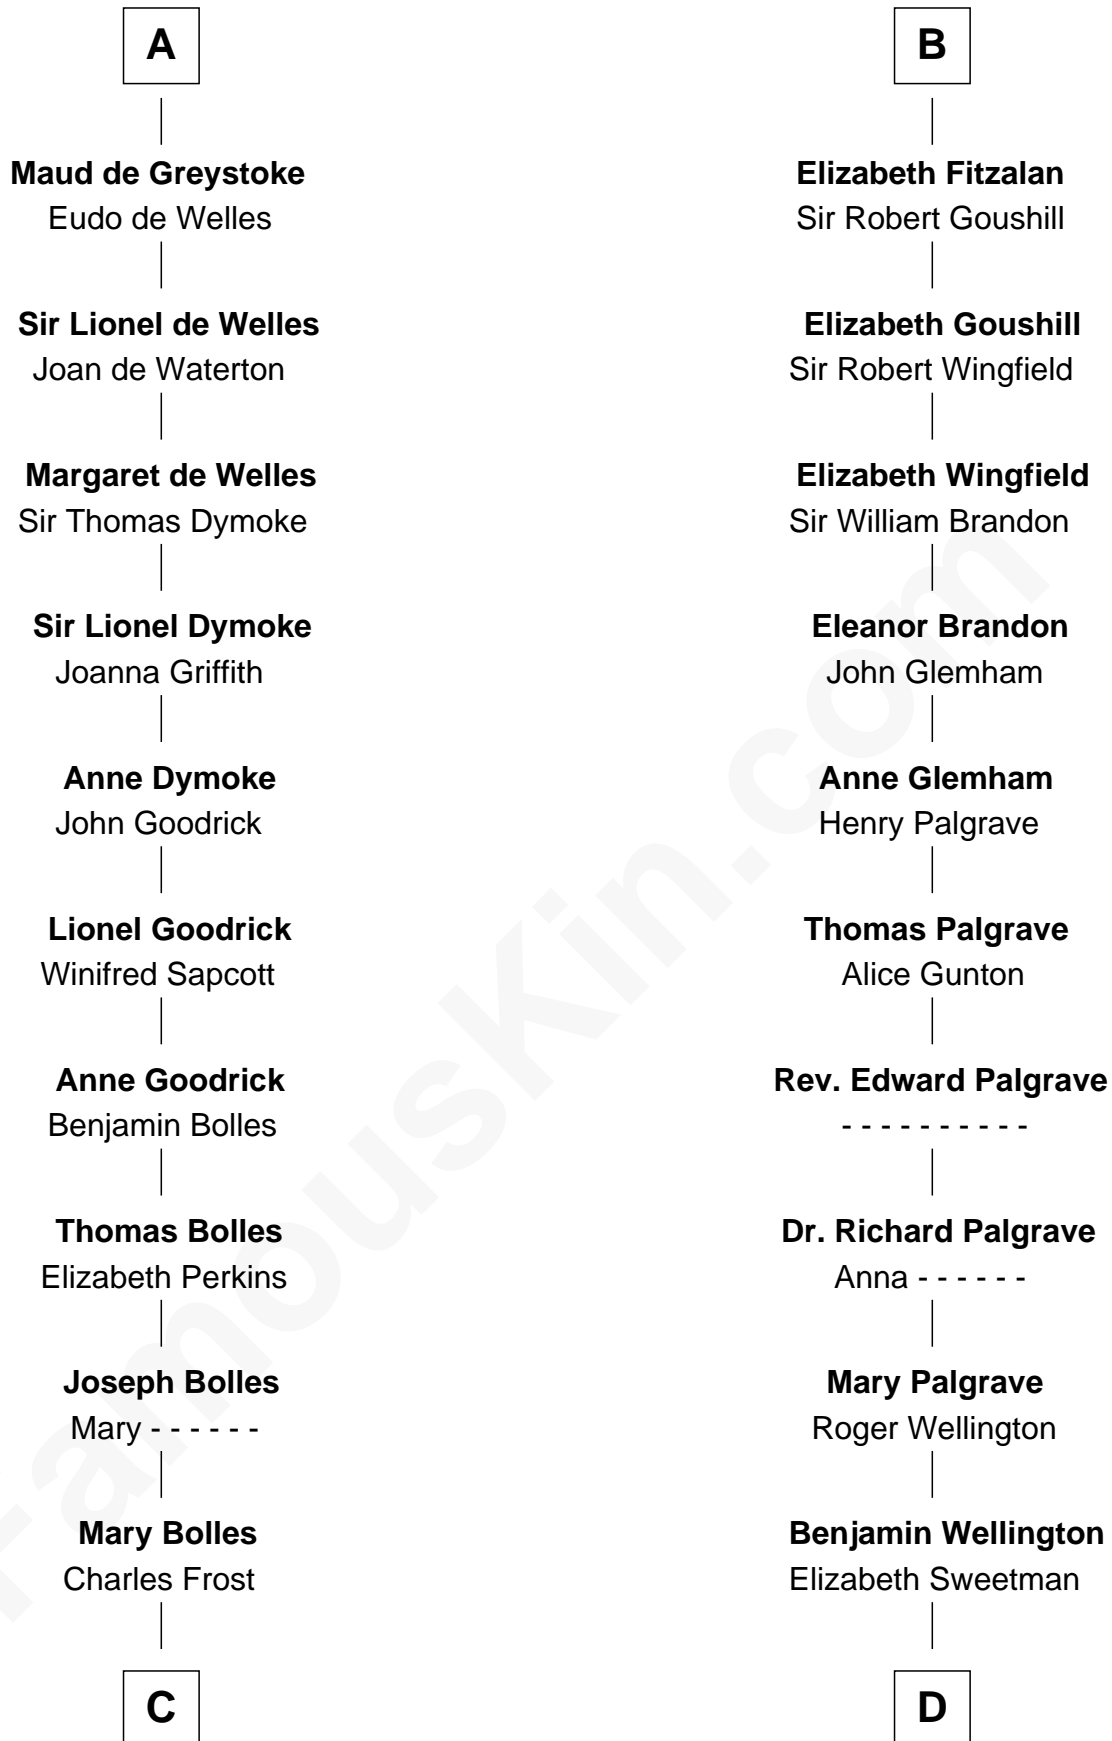 A
Maud de Greystoke
Eudo de Welles
Sir Lionel de Welles
Joan de Waterton
Margaret de Welles
Sir Thomas Dymoke
Sir Lionel Dymoke
Joanna Griffith
Anne Dymoke
John Goodrick
Lionel Goodrick
Winifred Sapcott
Anne Goodrick
Benjamin Bolles
Thomas Bolles
Elizabeth Perkins
Joseph Bolles
Mary - - - - - -
Mary Bolles
Charles Frost
C
B
Elizabeth Fitzalan
Sir Robert Goushill
Elizabeth Goushill
Sir Robert Wingfield
Elizabeth Wingfield
Sir William Brandon
Eleanor Brandon
John Glemham
Anne Glemham
Henry Palgrave
Thomas Palgrave
Alice Gunton
Rev. Edward Palgrave
- - - - - - - - - -
Dr. Richard Palgrave
Anna - - - - - -
Mary Palgrave
Roger Wellington
Benjamin Wellington
Elizabeth Sweetman
D
FamousKin.com